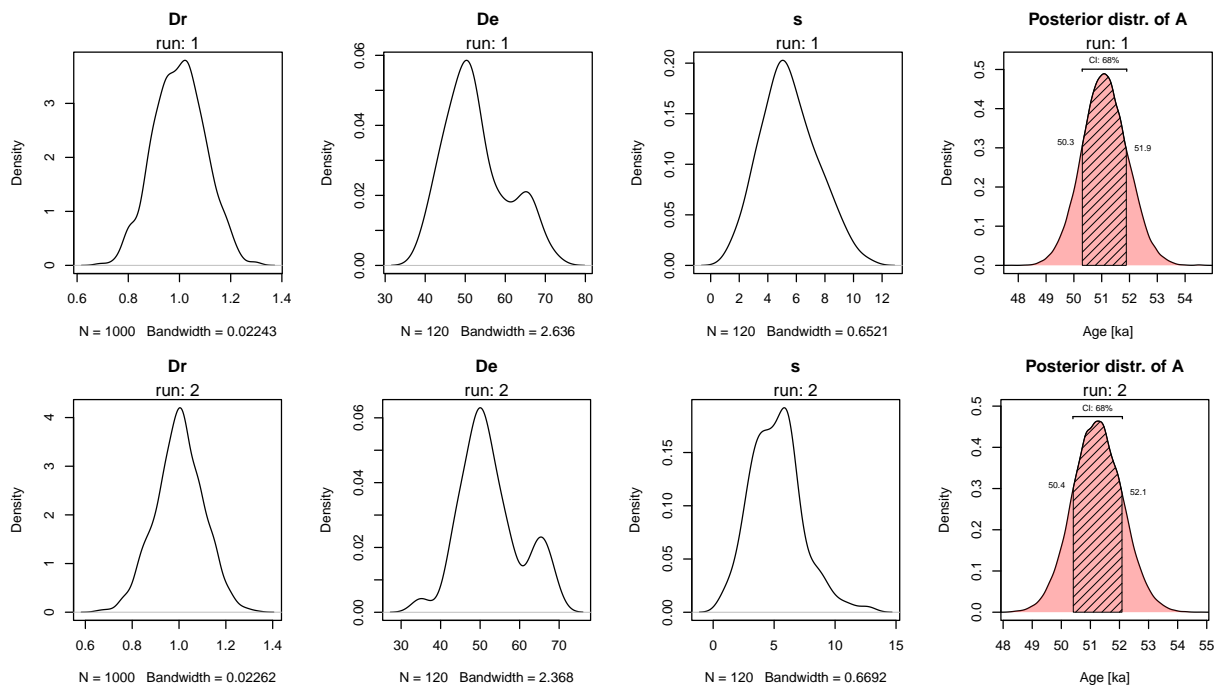 Dr
run: 1
Density
0 1 2 3
0.6 0.8 1.0 1.2 1.4
N = 1000 Bandwidth = 0.02243
De
run: 1
Density
0.00 0.02 0.04 0.06
30 40 50 60 70 80
N = 120 Bandwidth = 2.636
s
run: 1
Density
0.00 0.05 0.10 0.15 0.20
0 2 4 6 8 10 12
N = 120 Bandwidth = 0.6521
Posterior distr. of A
run: 1
CI: 68%
50.3
51.9
Density
0.0 0.1 0.2 0.3 0.4 0.5
48 49 50 51 52 53 54
Age [ka]
Dr
run: 2
Density
0 1 2 3 4
0.6 0.8 1.0 1.2 1.4
N = 1000 Bandwidth = 0.02262
De
run: 2
Density
0.00 0.02 0.04 0.06
30 40 50 60 70
N = 120 Bandwidth = 2.368
s
run: 2
Density
0.00 0.05 0.10 0.15
0 5 10 15
N = 120 Bandwidth = 0.6692
Posterior distr. of A
run: 2
CI: 68%
50.4
52.1
Density
0.0 0.1 0.2 0.3 0.4 0.5
48 49 50 51 52 53 54 55
Age [ka]